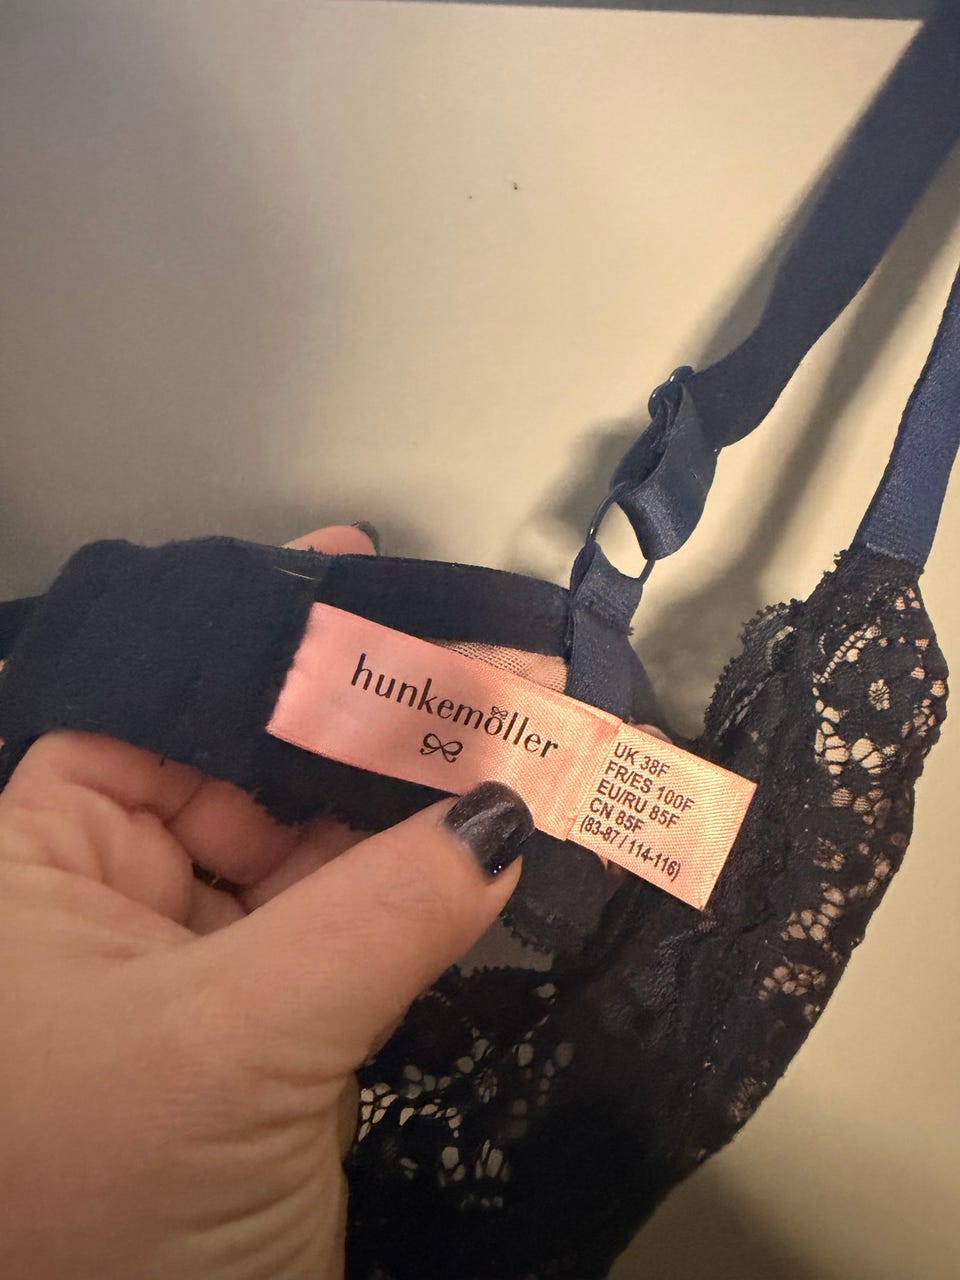 hunkemöller
UK 38F
FR/ES 100F
EU/RU 85F
CN 85F
(83-87 / 114-116)